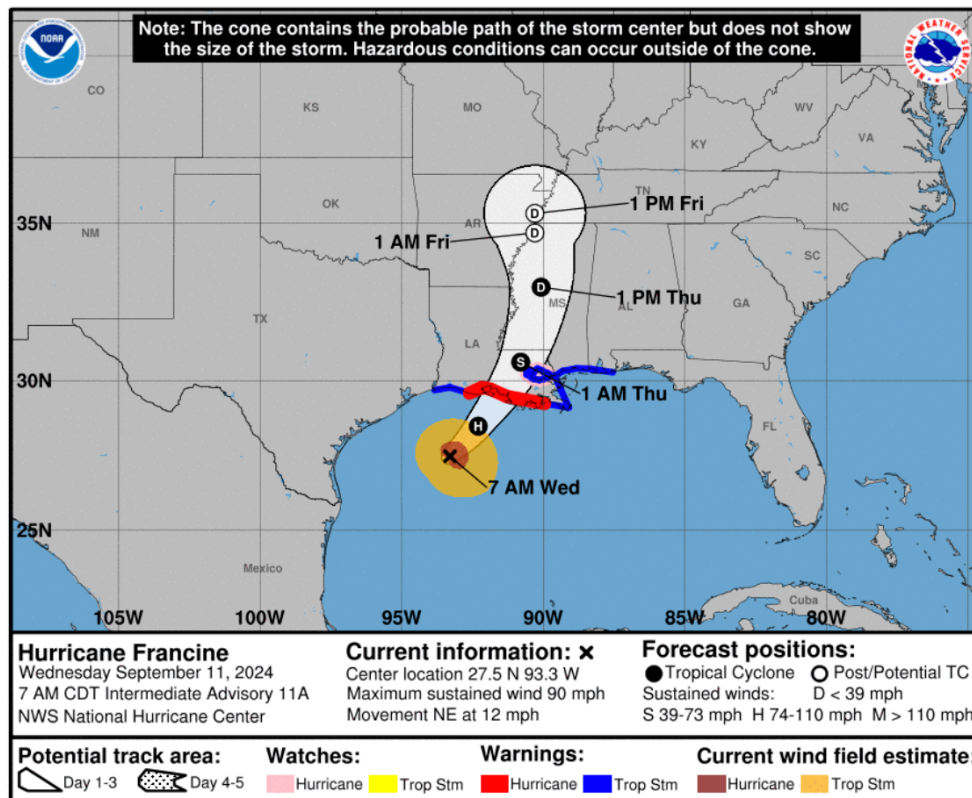 Note: The cone contains the probable path of the storm center but does not show
the size of the storm. Hazardous conditions can occur outside of the cone.
NOAA
NATIONAL WEATHER SERVICE
CO
KS
MO
WV
KY
VA
OK
TN
1 PM Fri
NC
NM
35N
AR
1 AM Fri
SC
D
D
D
1 PM Thu
MS
AL
GA
TX
LA
S
30N
1 AM Thu
H
FL
7 AM Wed
25N
Mexico
Cuba
105W
100W
95W
90W
85W
80W
Hurricane Francine
Wednesday September 11, 2024
7 AM CDT Intermediate Advisory 11A
NWS National Hurricane Center
Current information: ×
Center location 27.5 N 93.3 W
Maximum sustained wind 90 mph
Movement NE at 12 mph
Forecast positions:
Tropical Cyclone Post/Potential TC
Sustained winds: D < 39 mph
S 39-73 mph H 74-110 mph M > 110 mph
Potential track area:
Day 1-3 Day 4-5
Watches:
Hurricane Trop Stm
Warnings:
Hurricane Trop Stm
Current wind field estimate:
Hurricane Trop Stm